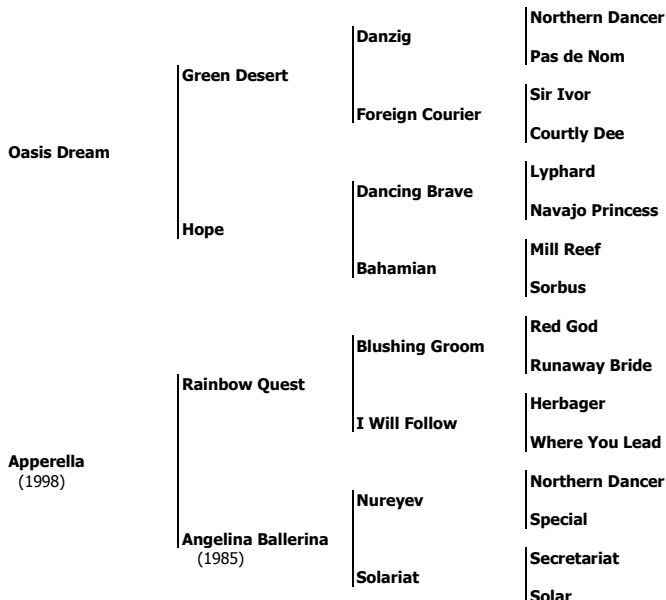 Northern Dancer
Danzig
Pas de Nom
Green Desert
Sir Ivor
Foreign Courier
Courtly Dee
Oasis Dream
Lyphard
Dancing Brave
Navajo Princess
Hope
Mill Reef
Bahamian
Sorbus
Red God
Blushing Groom
Runaway Bride
Rainbow Quest
Herbager
I Will Follow
Where You Lead
Apperella
(1998)
Northern Dancer
Nureyev
Special
Angelina Ballerina
(1985)
Secretariat
Solariat
Solar